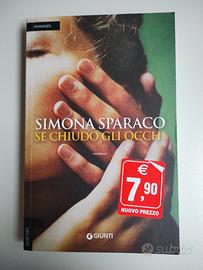 ROMANZO
SIMONA SPARACO
SE CHIUDO GLI OCCHI
€
7,90
NUOVO PREZZO
GIUNTI
subito